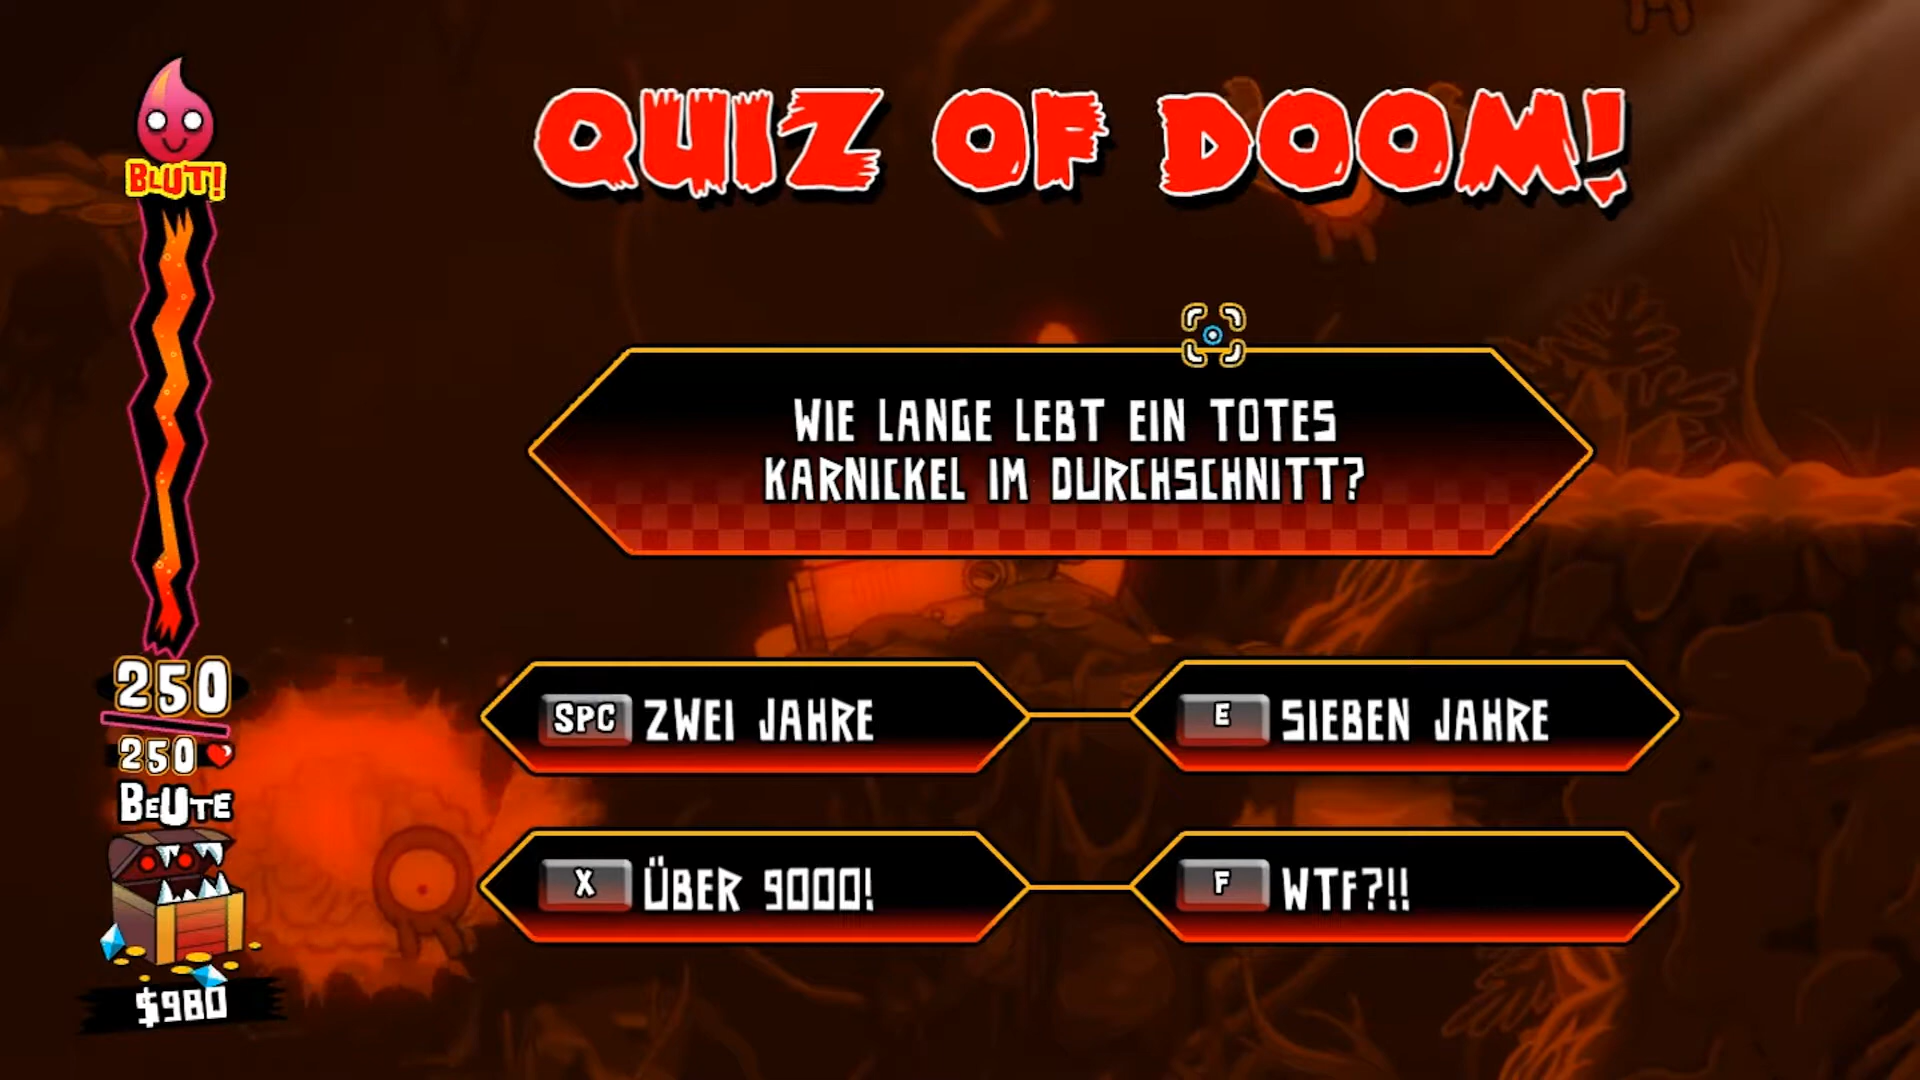 QUIZ OF DOOM!
BLUT!
WIE LANGE LEBT EIN TOTES
KARNICKEL IM DURCHSCHNITT?
250
250
BEUTE
$980
SPC ZWEI JAHRE
E SIEBEN JAHRE
X ÜBER 9000!
F WTF?!!